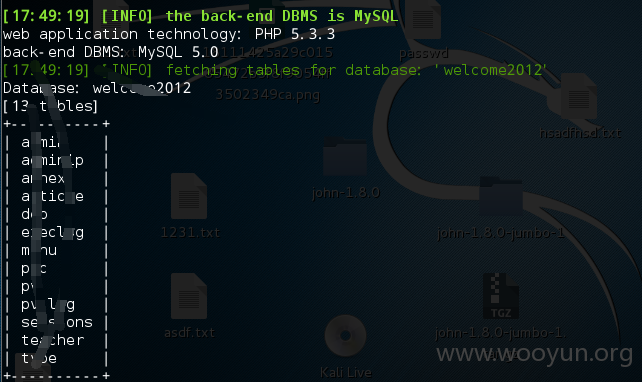 [17:49:19] [INFO] the back-end DBMS is MySQL
web application technology: PHP 5.3.3
back-end DBMS: MySQL 5.0
[17:49:19] [INFO] fetching tables for database: 'welcome2012'
Database: welcome2012
[13 tables]
+----------+
| admin |
| adminip |
| annex |
| article |
| dep |
| execlog |
| menu |
| pv |
| pvlog |
| sessions |
| teacher |
| type |
+----------+
passwd
3502349ca.png
hsadfhsd.txt
john-1.8.0
1231.txt
john-1.8.0-jumbo-1
asdf.txt
TGZ
john-1.8.0-jumbo-1.
Kali Live
www.wooyun.org